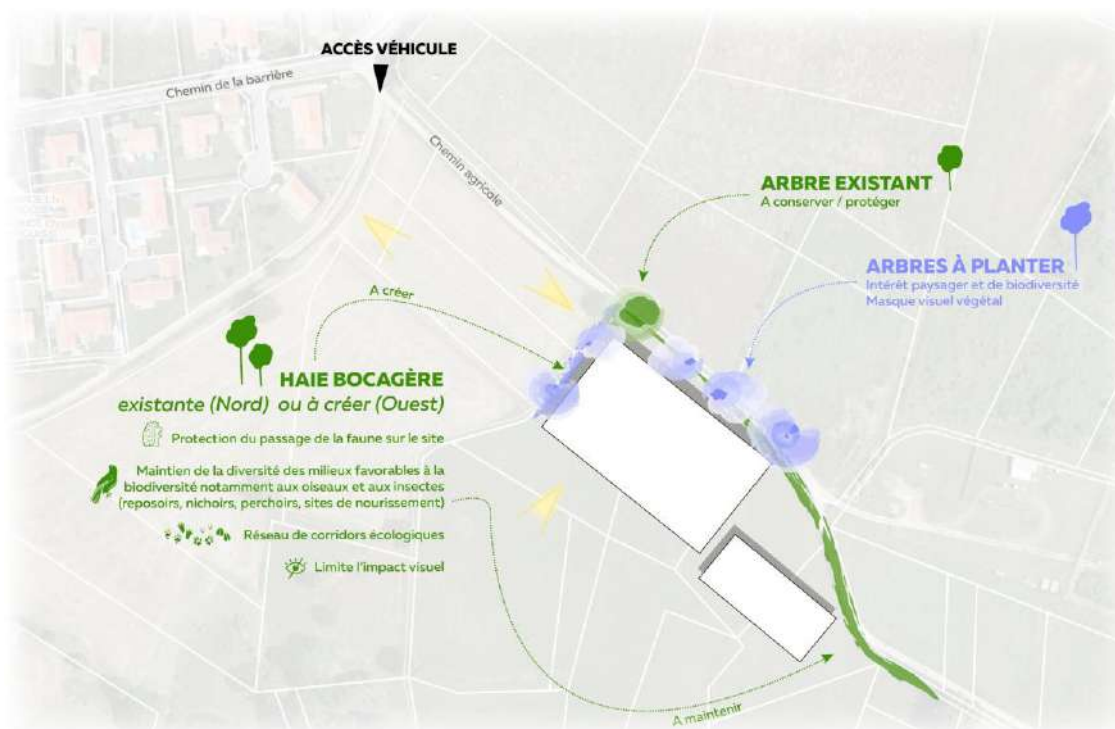 ACCÈS VÉHICULE
Chemin de la barrière
Chemin agricole
ARBRE EXISTANT
A conserver / protéger
ARBRES À PLANTER
Intérêt paysager et de biodiversité
Masque visuel végétal
A créer
HAIE BOCAGÈRE
existante (Nord) ou à créer (Ouest)
Protection du passage de la faune sur le site
Maintien de la diversité des milieux favorables à la
biodiversité notamment aux oiseaux et aux insectes
(reposoirs, nichoirs, perchoirs, sites de nourissement)
Réseau de corridors écologiques
Limite l'impact visuel
A maintenir